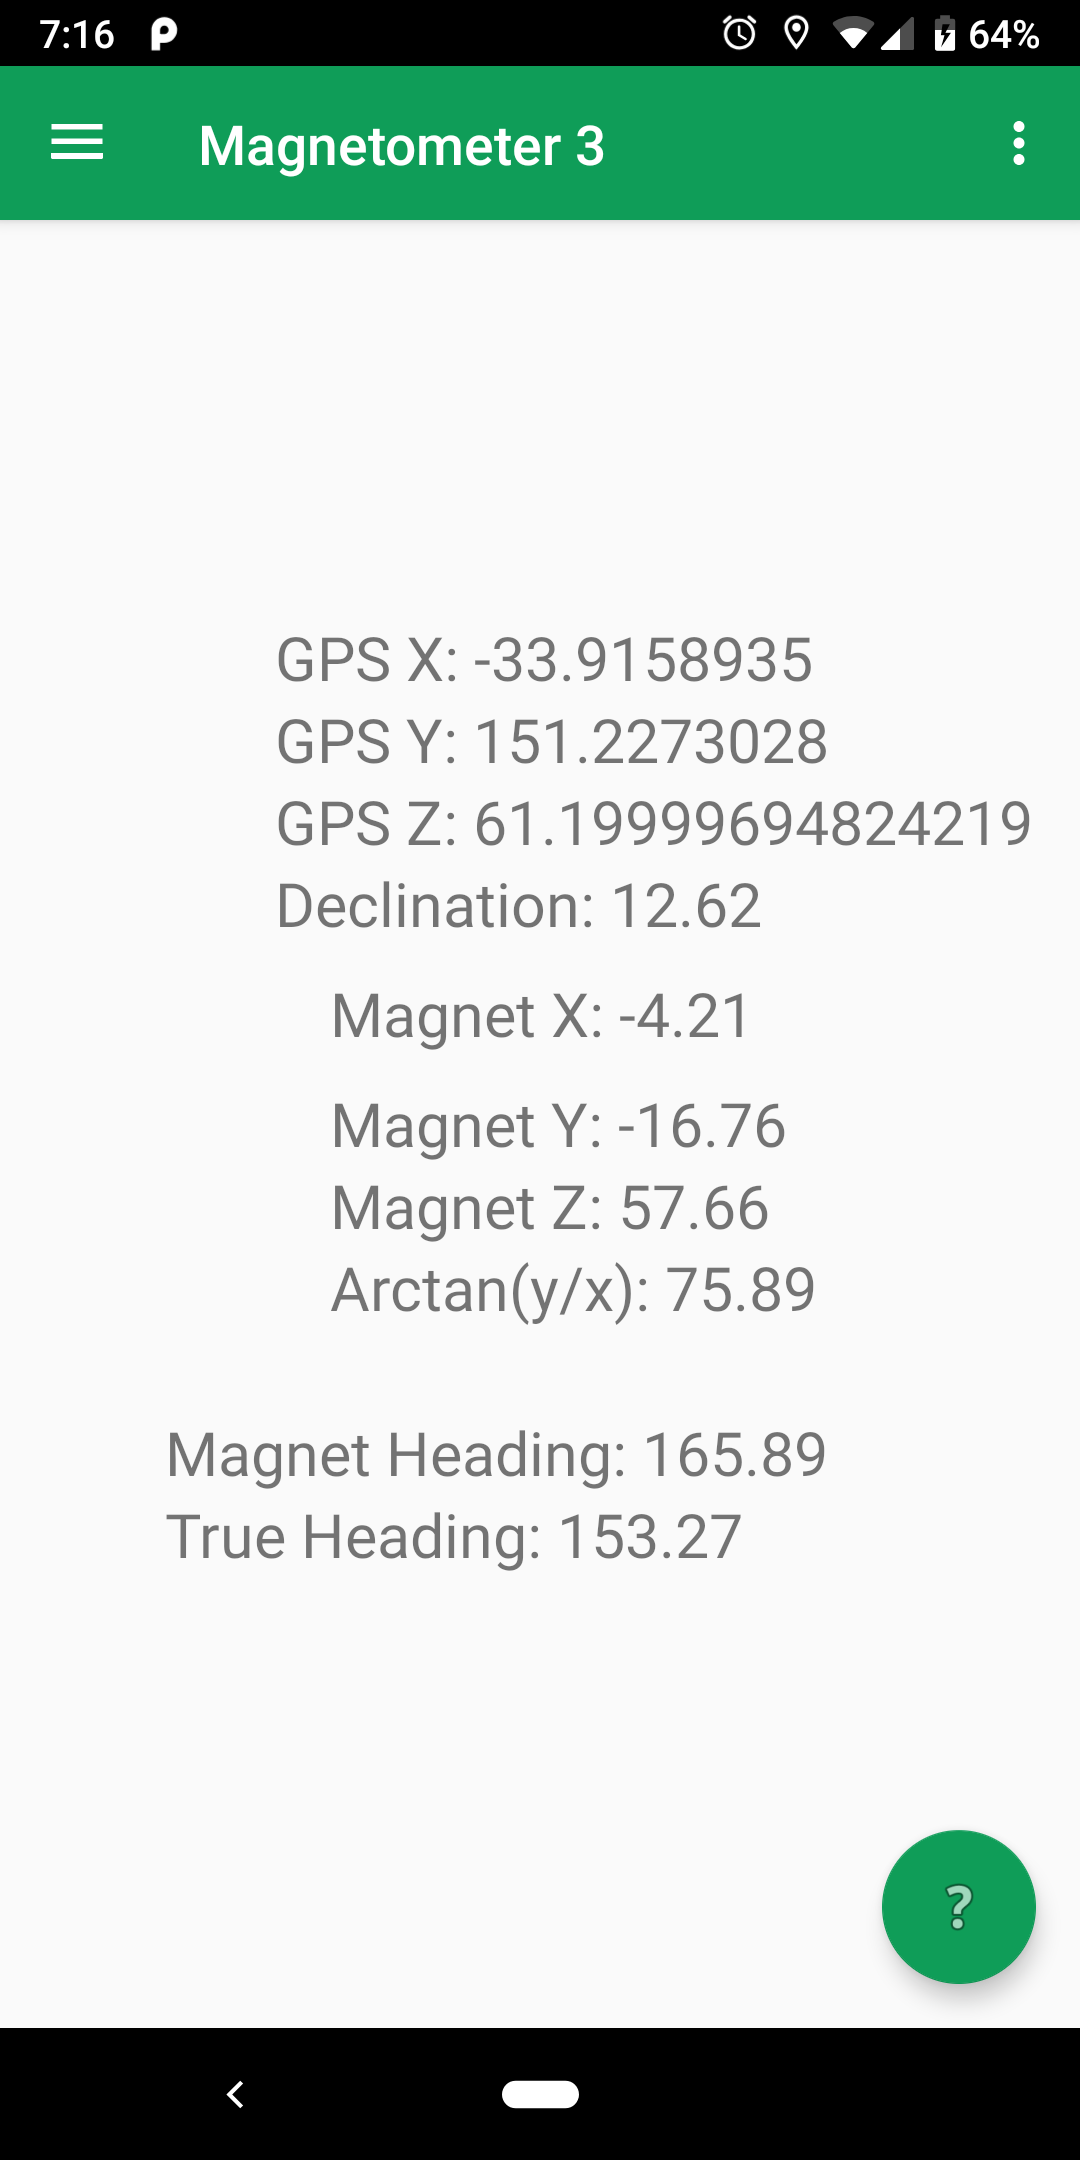 7:16 64%
Magnetometer 3
GPS X: -33.9158935
GPS Y: 151.2273028
GPS Z: 61.19999694824219
Declination: 12.62
Magnet X: -4.21
Magnet Y: -16.76
Magnet Z: 57.66
Arctan(y/x): 75.89
Magnet Heading: 165.89
True Heading: 153.27
?